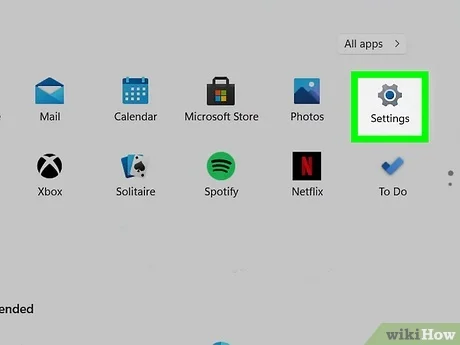 All apps >
e
Mail
Calendar
Microsoft Store
Photos
Settings
Xbox
Solitaire
Spotify
Netflix
To Do
ended
wikiHow